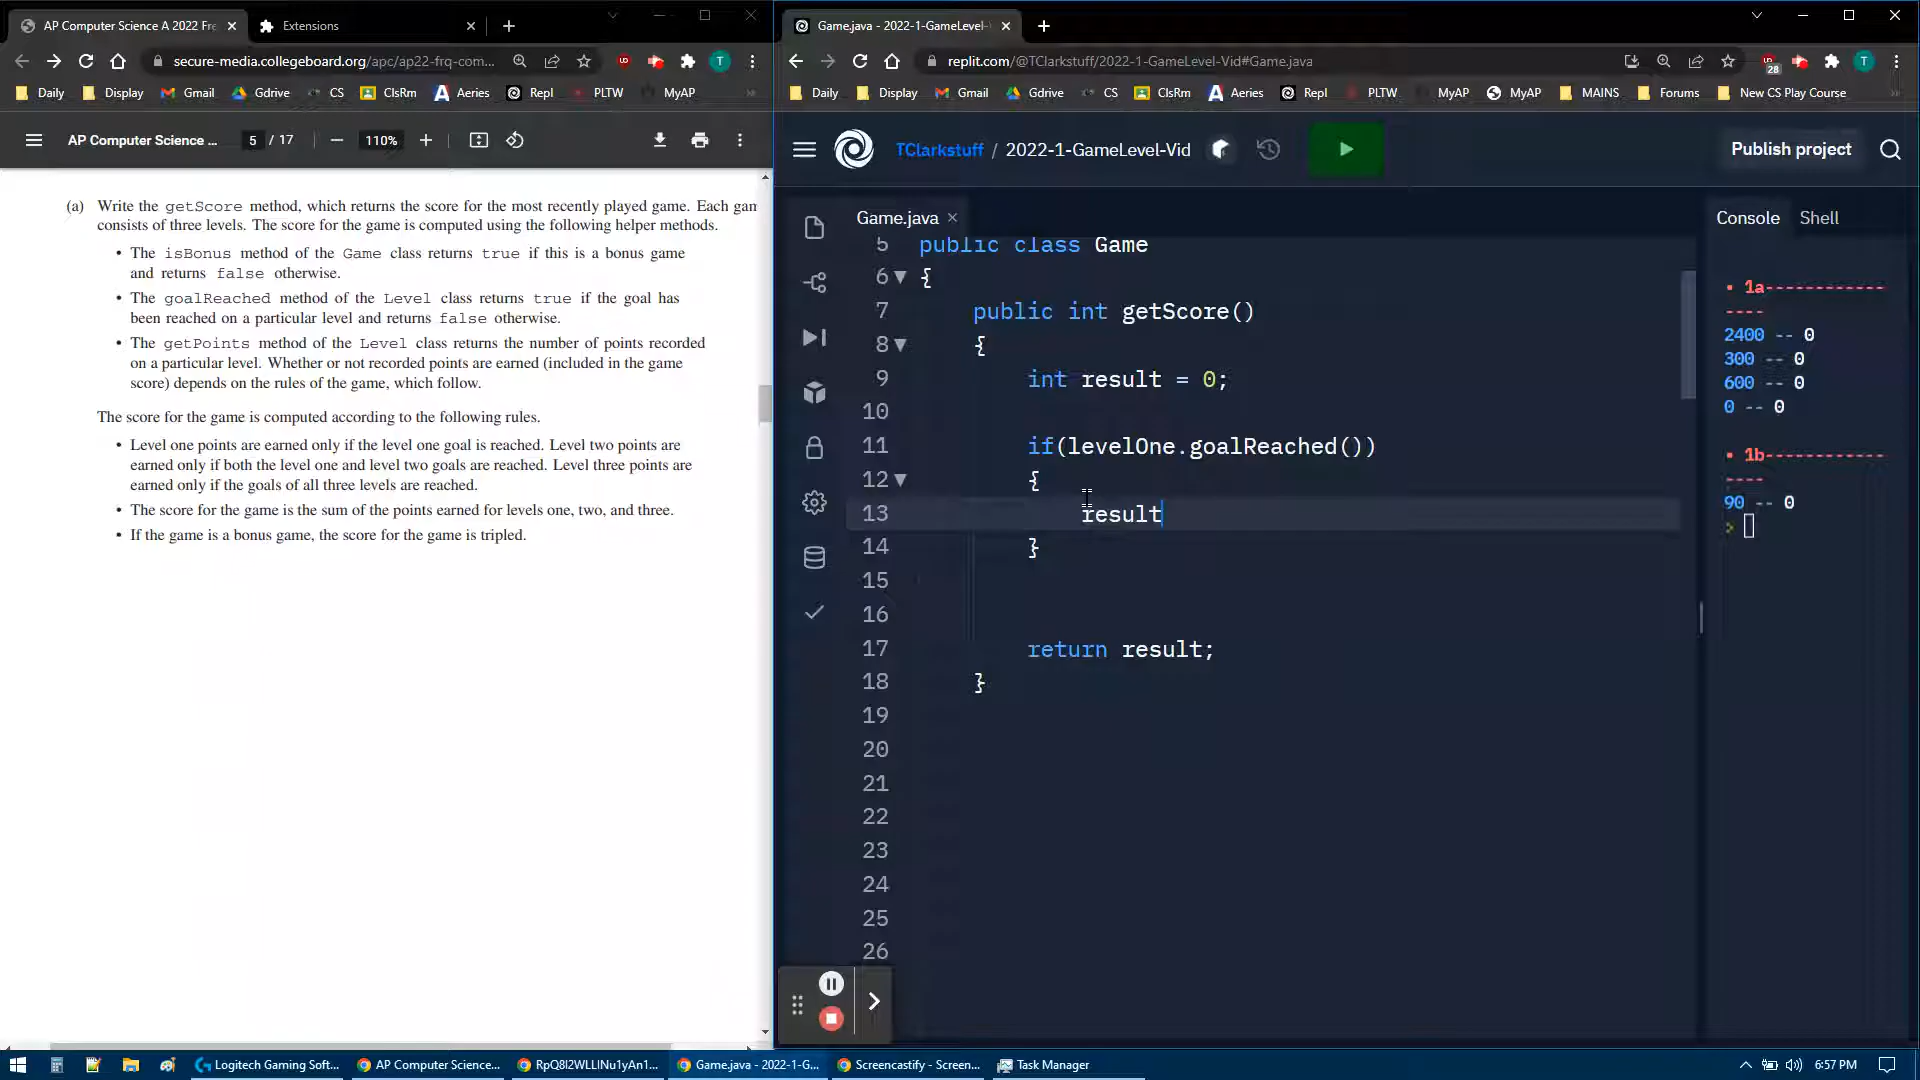 AP Computer Science A 2022 Fre
Extensions
secure-media.collegeboard.org/apc/ap22-frq-com...
Daily Display Gmail Gdrive CS ClsRm Aeries Repl PLTW MyAP »
AP Computer Science ... 5 / 17 110%
(a) Write the getScore method, which returns the score for the most recently played game. Each gam
consists of three levels. The score for the game is computed using the following helper methods.
• The isBonus method of the Game class returns true if this is a bonus game
and returns false otherwise.
• The goalReached method of the Level class returns true if the goal has
been reached on a particular level and returns false otherwise.
• The getPoints method of the Level class returns the number of points recorded
on a particular level. Whether or not recorded points are earned (included in the game
score) depends on the rules of the game, which follow.
The score for the game is computed according to the following rules.
• Level one points are earned only if the level one goal is reached. Level two points are
earned only if both the level one and level two goals are reached. Level three points are
earned only if the goals of all three levels are reached.
• The score for the game is the sum of the points earned for levels one, two, and three.
• If the game is a bonus game, the score for the game is tripled.
Game.java - 2022-1-GameLevel-
replit.com/@TClarkstuff/2022-1-GameLevel-Vid#Game.java
28
T
Daily Display Gmail Gdrive CS ClsRm Aeries Repl PLTW MyAP MyAP MAINS Forums New CS Play Course
TClarkstuff / 2022-1-GameLevel-Vid
Publish project
Game.java
5 public class Game
6 {
7 public int getScore()
8 {
9 int result = 0;
10
11 if(levelOne.goalReached())
12 {
13 result
14 }
15
16
17 return result;
18 }
19
20
21
22
23
24
25
26
Console Shell
• 1a------------
----
2400 -- 0
300 -- 0
600 -- 0
0 -- 0
• 1b------------
----
90 -- 0
>
Logitech Gaming Soft... AP Computer Science... RpQ8I2WLLINu1yAn1... Game.java - 2022-1-G... Screencastify - Screen... Task Manager 6:57 PM